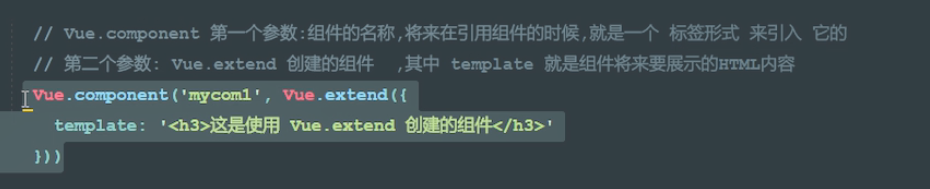 // Vue.component 第一个参数:组件的名称,将来在引用组件的时候,就是一个 标签形式 来引入 它的
// 第二个参数: Vue.extend 创建的组件  ,其中 template 就是组件将来要展示的HTML内容
Vue.component('mycom1', Vue.extend({
  template: '<h3>这是使用 Vue.extend 创建的组件</h3>'
}))